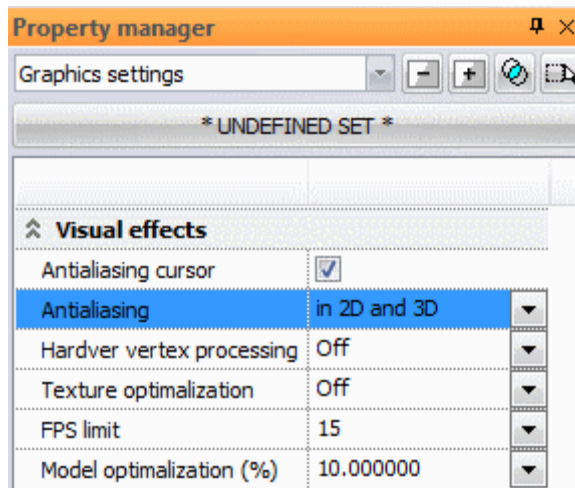 Property manager
Graphics settings
* UNDEFINED SET *
Visual effects
Antialiasing cursor
Antialiasing in 2D and 3D
Hardver vertex processing Off
Texture optimalization Off
FPS limit 15
Model optimalization (%) 10.000000